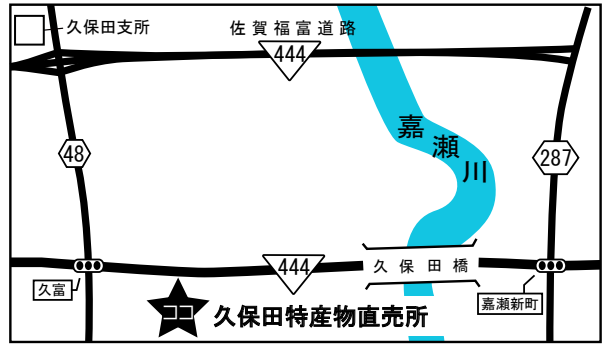 久保田支所
佐賀福富道路
444
嘉瀬川
48
287
444
久保田橋
久富
嘉瀬新町
ココ
久保田特産物直売所